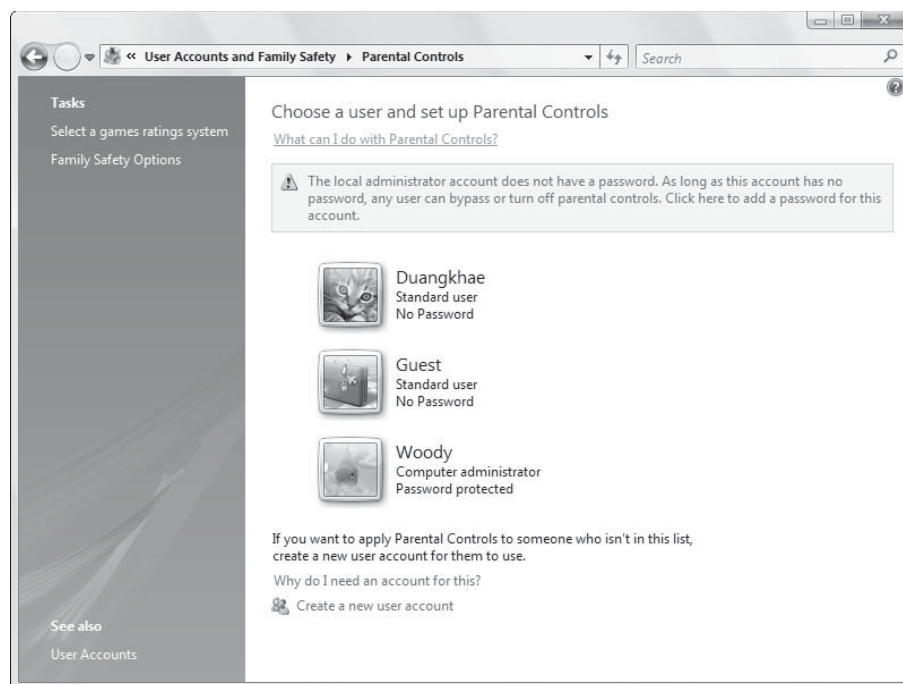 « User Accounts and Family Safety ▸ Parental Controls
Search
Tasks
Select a games ratings system
Family Safety Options
Choose a user and set up Parental Controls
What can I do with Parental Controls?
The local administrator account does not have a password. As long as this account has no
password, any user can bypass or turn off parental controls. Click here to add a password for this
account.
Duangkhae
Standard user
No Password
Guest
Standard user
No Password
Woody
Computer administrator
Password protected
If you want to apply Parental Controls to someone who isn't in this list,
create a new user account for them to use.
Why do I need an account for this?
Create a new user account
See also
User Accounts